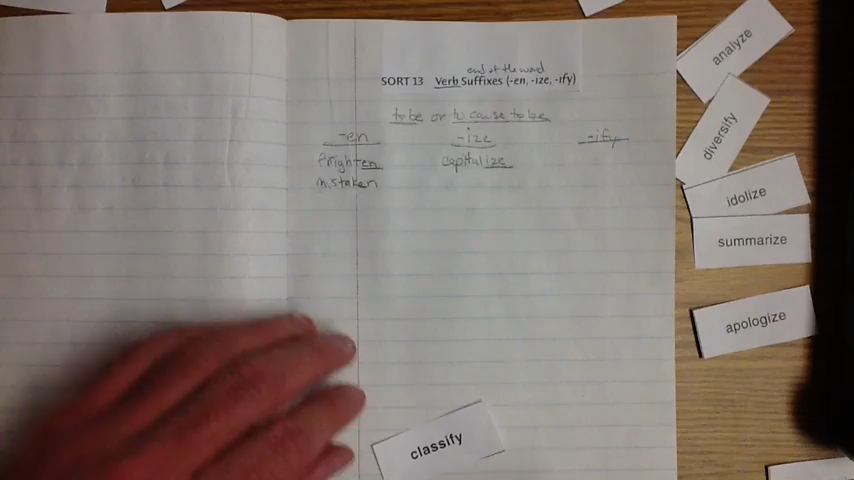 end of the word
SORT 13 Verb Suffixes (-en, -ize, -ify)
to be or to cause to be
-en -ize -ify
frighten capitalize
mistaken
analyze
diversify
idolize
summarize
apologize
classify